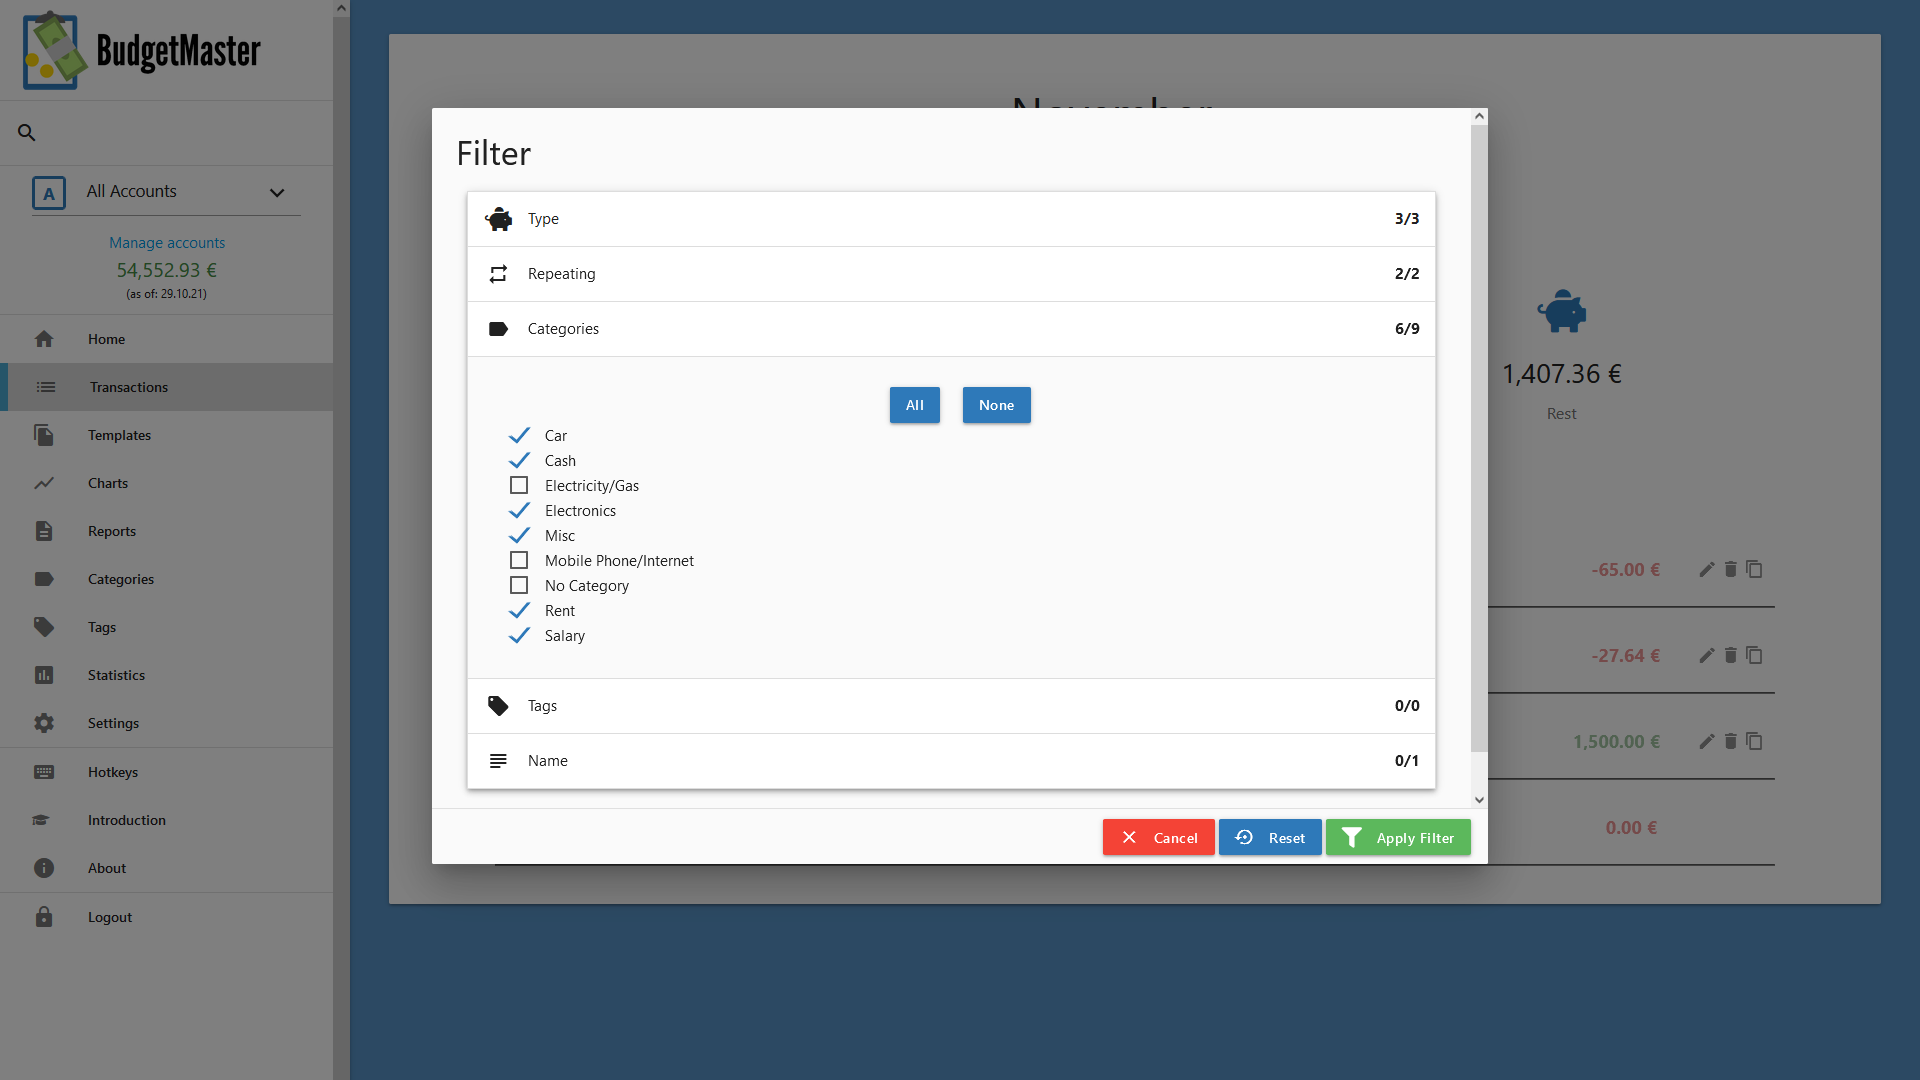 BudgetMaster
A
All Accounts
Manage accounts
54,552.93 €
(as of: 29.10.21)
Home
Transactions
Templates
Charts
Reports
Categories
Tags
Statistics
Settings
Hotkeys
Introduction
About
Logout
November
Filter
Type 3/3
Repeating 2/2
Categories 6/9
All None
Car
Cash
Electricity/Gas
Electronics
Misc
Mobile Phone/Internet
No Category
Rent
Salary
Tags 0/0
Name 0/1
Cancel Reset Apply Filter
1,407.36 €
Rest
-65.00 €
-27.64 €
1,500.00 €
0.00 €